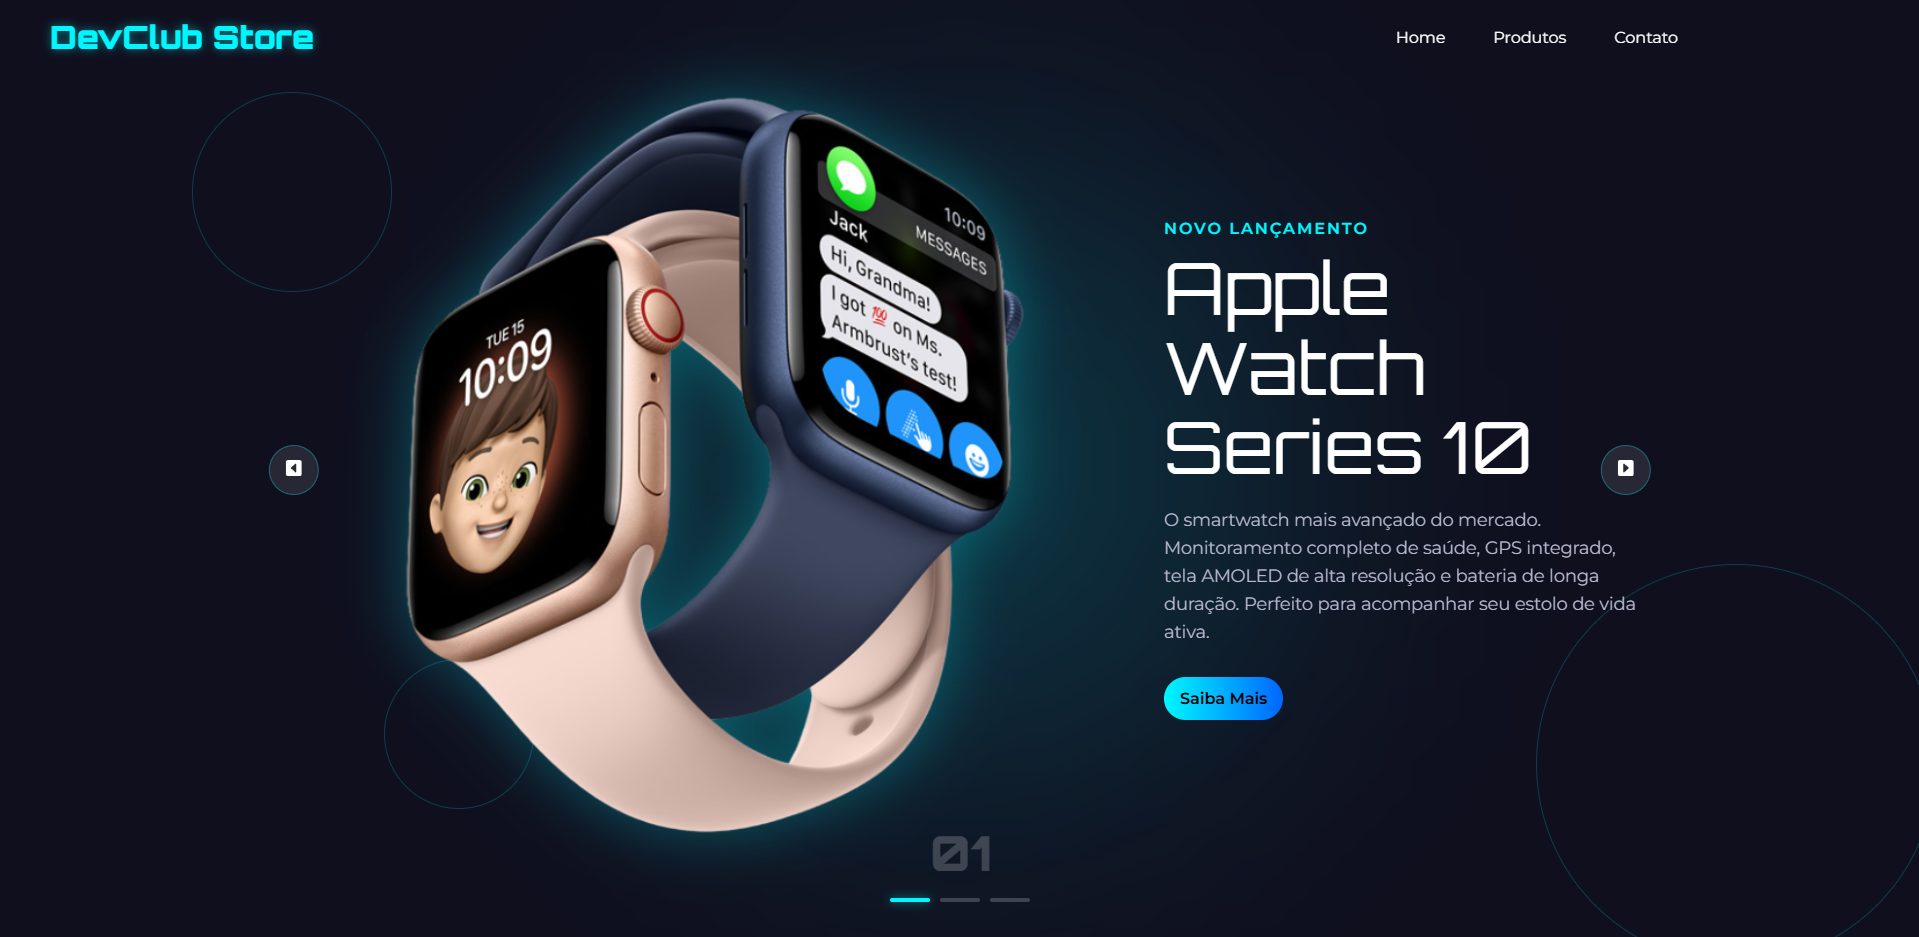 DevClub Store
Home Produtos Contato
TUE 15
10:09
10:09
MESSAGES
Jack
Hi, Grandma!
I got 💯 on Ms.
Armbrust's test!
NOVO LANÇAMENTO
Apple
Watch
Series 10
O smartwatch mais avançado do mercado.
Monitoramento completo de saúde, GPS integrado,
tela AMOLED de alta resolução e bateria de longa
duração. Perfeito para acompanhar seu estolo de vida
ativa.
Saiba Mais
01